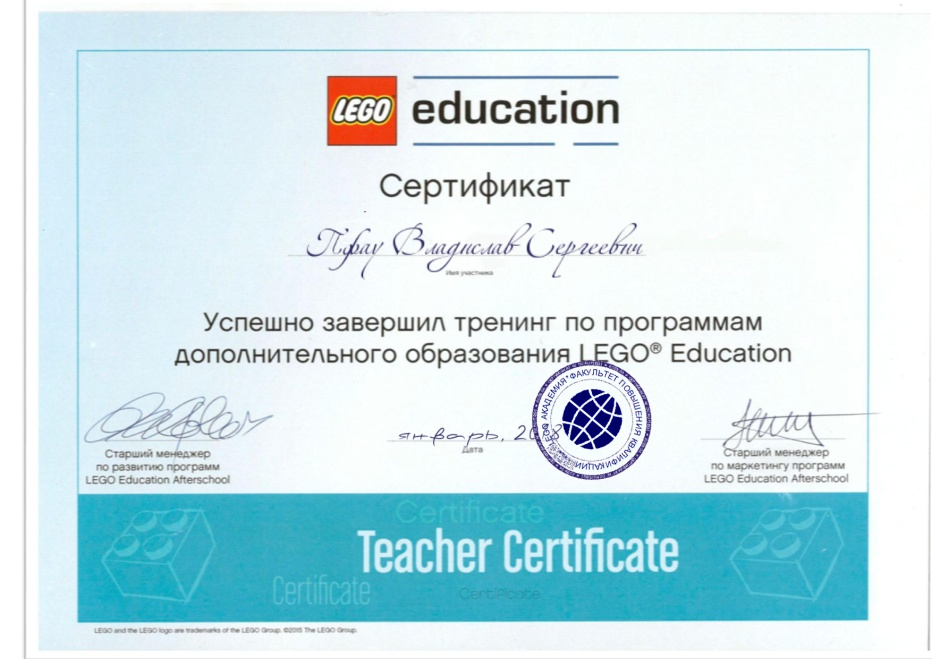 LEGO education
Сертификат
Пфау Владислав Сергеевич
Имя участника
Успешно завершил тренинг по программам
дополнительного образования LEGO® Education
январь, 20
Дата
LEGO АКАДЕМИЯ * ФАКУЛЬТЕТ ПОВЫШЕНИЯ КВАЛИФИКАЦИИ
Старший менеджер
по развитию программ
LEGO Education Afterschool
Старший менеджер
по маркетингу программ
LEGO Education Afterschool
Certificate
Teacher Certificate
Certificate
Certificate
LEGO and the LEGO logo are trademarks of the LEGO Group. ©2015 The LEGO Group.